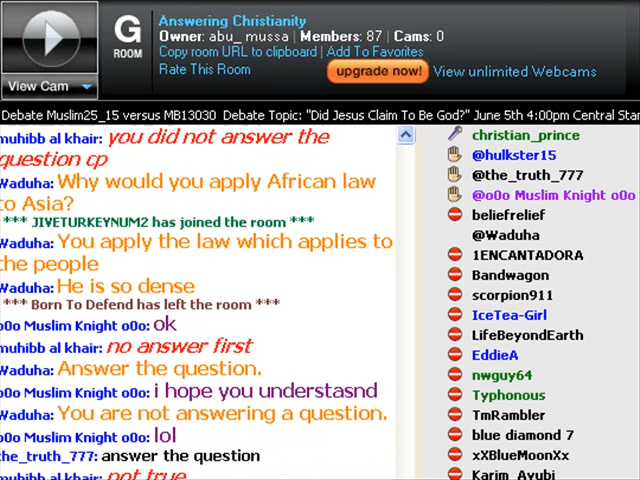 G
ROOM
Answering Christianity
Owner: abu_ mussa | Members: 87 | Cams: 0
Copy room URL to clipboard | Add To Favorites
Rate This Room
upgrade now!
View unlimited Webcams
View Cam
Debate Muslim25_15 versus MB13030 Debate Topic: "Did Jesus Claim To Be God?" June 5th 4:00pm Central Star
muhibb al khair: you did not answer the
question cp
Waduha: Why would you apply African law
to Asia?
*** JIVETURKEYNUM2 has joined the room ***
Waduha: You apply the law which applies to
the people
Waduha: He is so dense
*** Born To Defend has left the room ***
o0o Muslim Knight o0o: ok
muhibb al khair: no answer first
Waduha: Answer the question.
o0o Muslim Knight o0o: i hope you understasnd
Waduha: You are not answering a question.
o0o Muslim Knight o0o: lol
the_truth_777: answer the question
muhibb al khair: not true
christian_prince
@hulkster15
@the_truth_777
@o0o Muslim Knight o0o
beliefrelief
@Waduha
1ENCANTADORA
Bandwagon
scorpion911
IceTea-Girl
LifeBeyondEarth
EddieA
nwguy64
Typhonous
TmRambler
blue diamond 7
xXBlueMoonXx
Karim_Ayubi